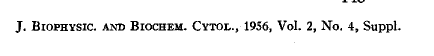 J. BIOPHYSIC. AND BIOCHEM. CYTOL., 1956, Vol. 2, No. 4, Suppl.